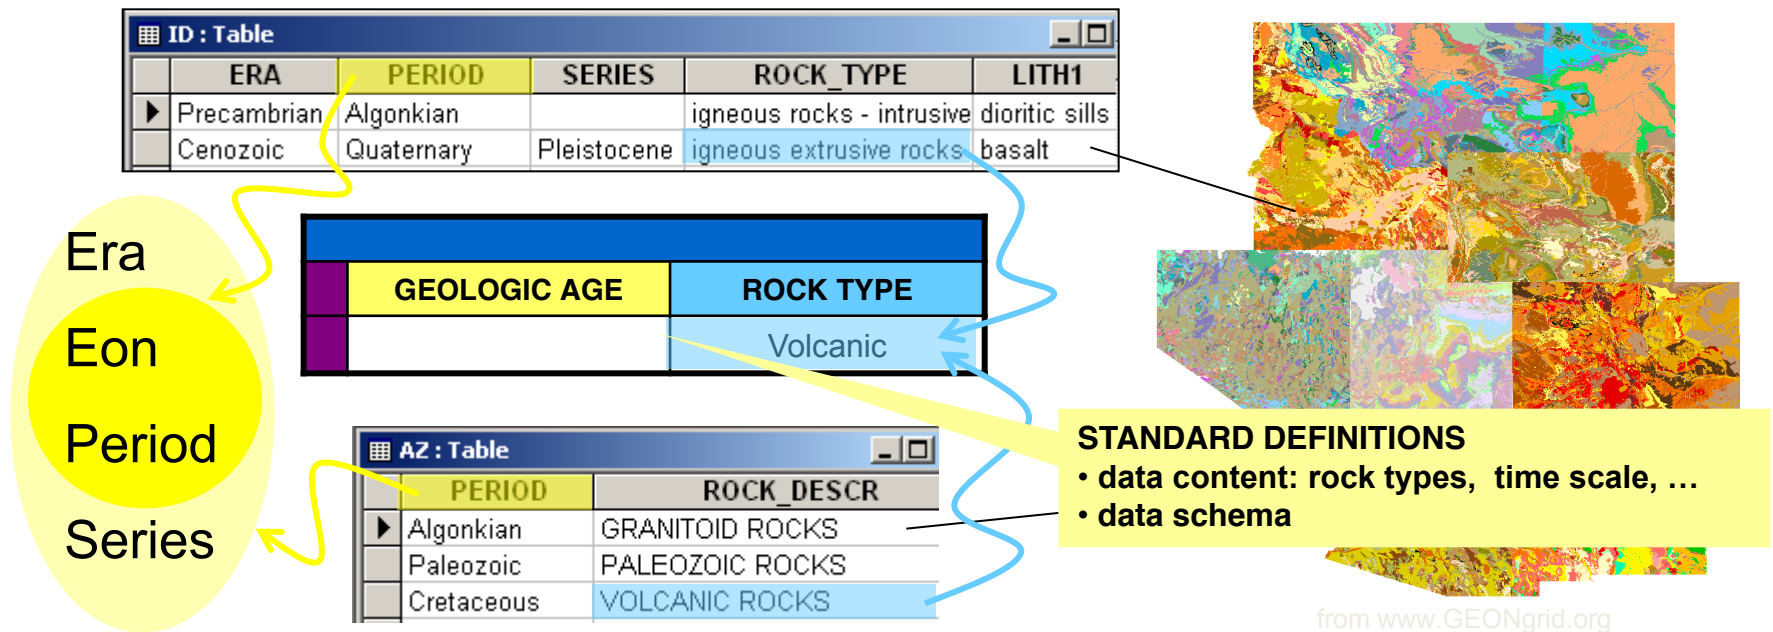 ID : Table
ERA PERIOD SERIES ROCK_TYPE LITH1
Precambrian Algonkian igneous rocks - intrusive dioritic sills
Cenozoic Quaternary Pleistocene igneous extrusive rocks basalt
Era
Eon
Period
Series
GEOLOGIC AGE ROCK TYPE
Volcanic
AZ : Table
PERIOD ROCK_DESCR
Algonkian GRANITOID ROCKS
Paleozoic PALEOZOIC ROCKS
Cretaceous VOLCANIC ROCKS
STANDARD DEFINITIONS
• data content: rock types, time scale, …
• data schema
from www.GEONgrid.org